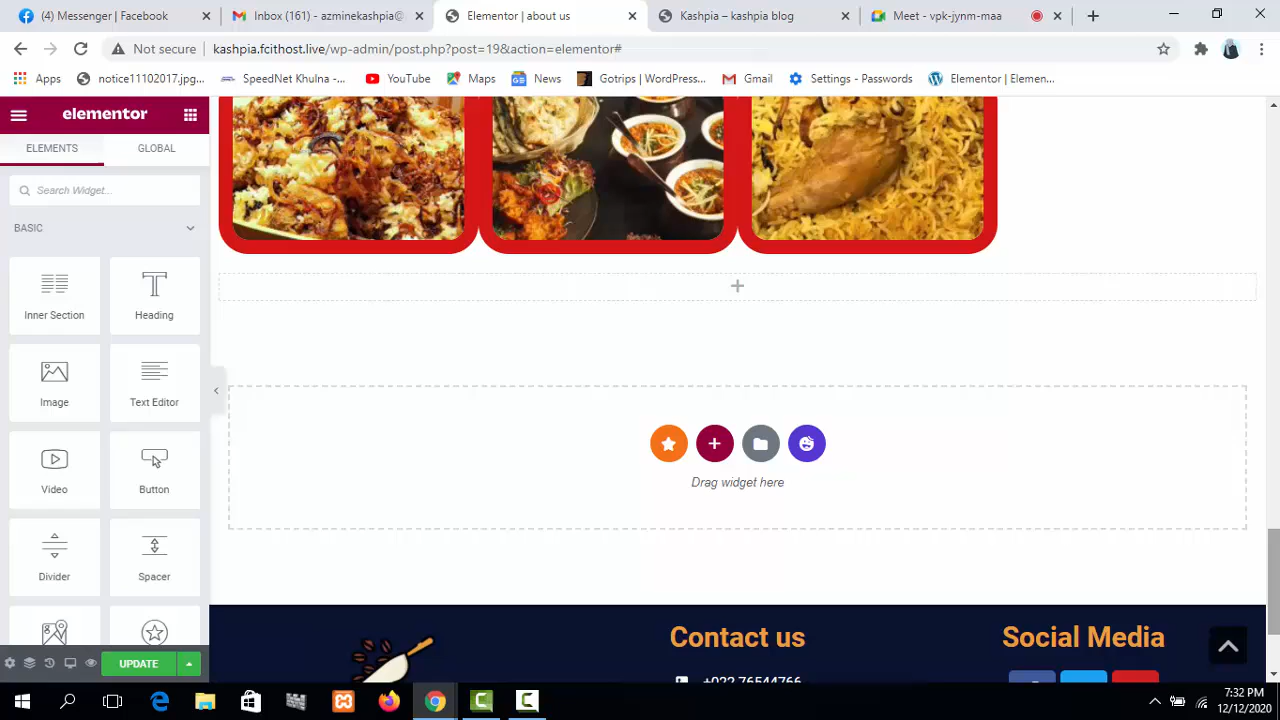 (4) Messenger | Facebook
Inbox (161) - azminekashpia@
Elementor | about us
Kashpia – kashpia blog
Meet - vpk-jynm-maa
Not secure
kashpia.fcithost.live/wp-admin/post.php?post=19&action=elementor#
Apps
notice11102017.jpg...
SpeedNet Khulna -...
YouTube
Maps
News
Gotrips | WordPress...
Gmail
Settings - Passwords
Elementor | Elemen...
elementor
ELEMENTS
GLOBAL
Search Widget...
BASIC
Inner Section
Heading
Image
Text Editor
Video
Button
Divider
Spacer
Drag widget here
UPDATE
Contact us
Social Media
+022 76544766
7:32 PM
12/12/2020